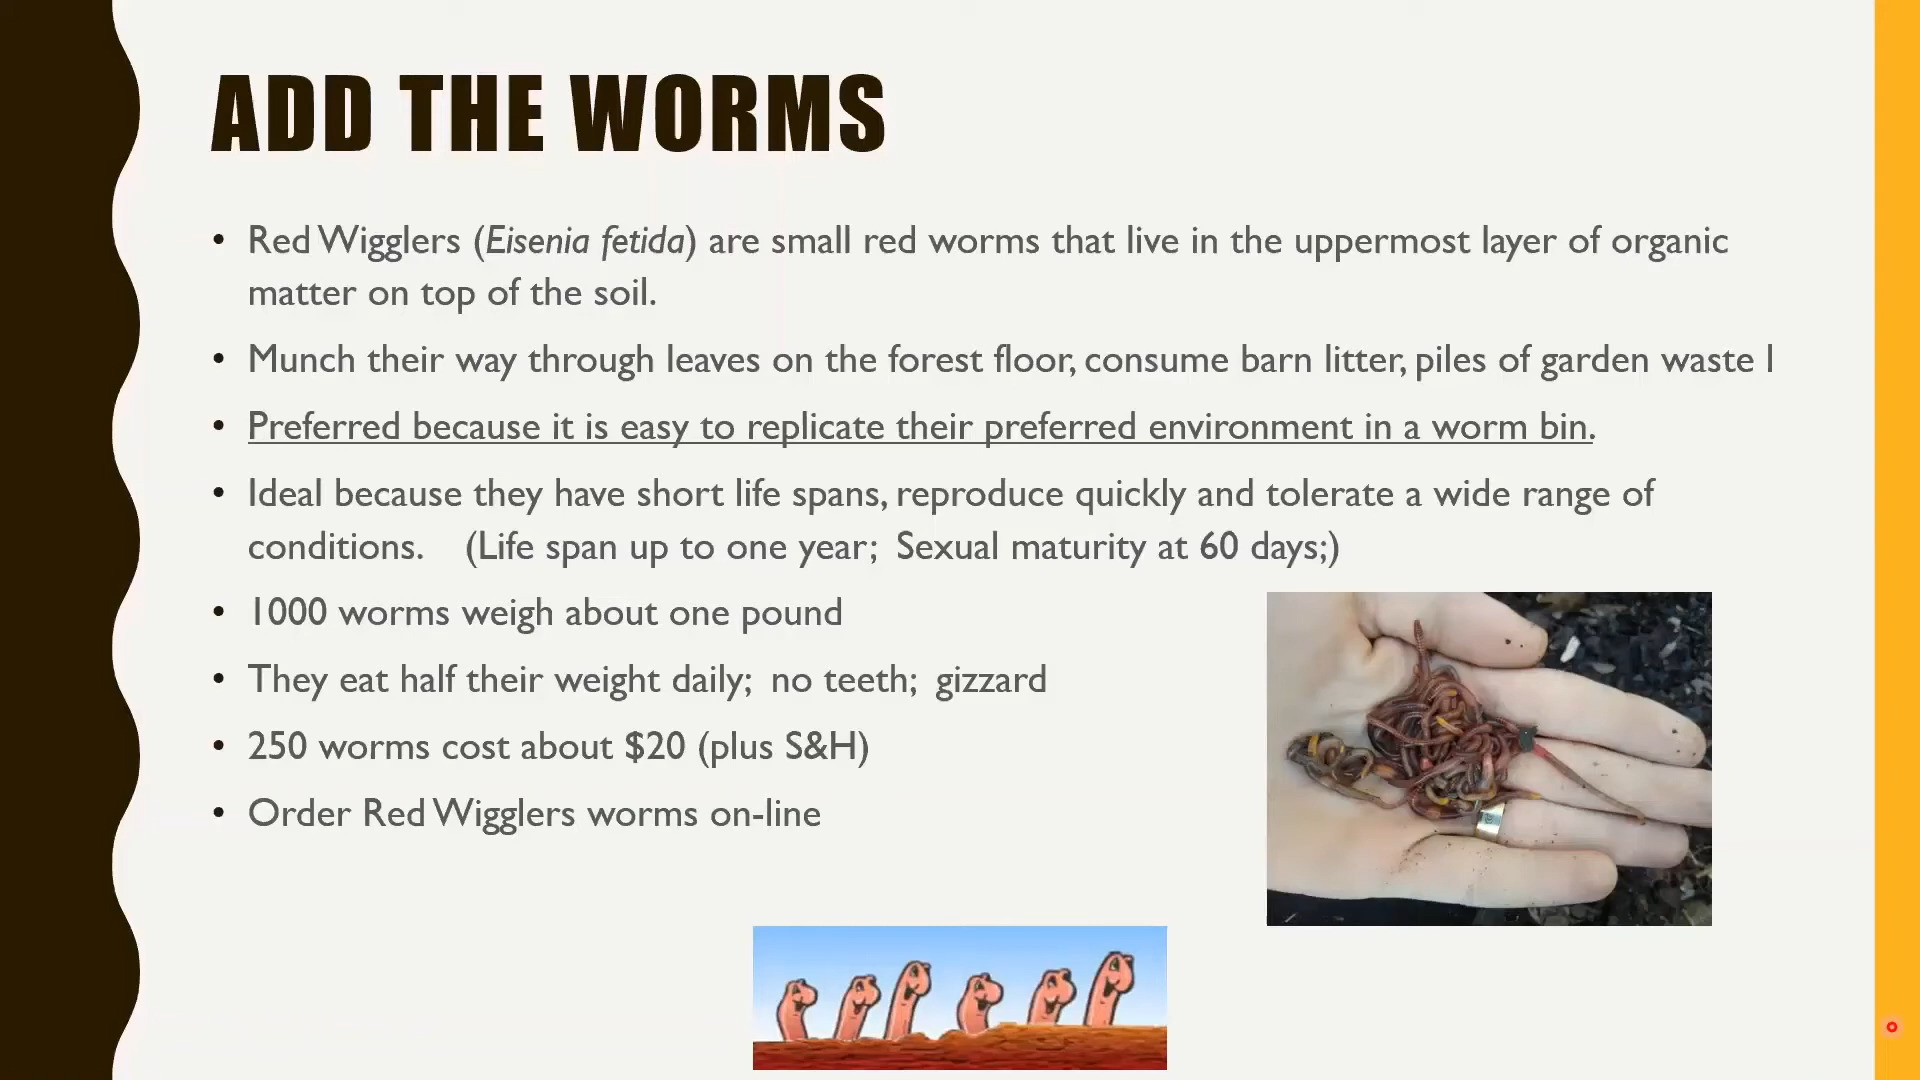 ADD THE WORMS
• Red Wigglers (Eisenia fetida) are small red worms that live in the uppermost layer of organic
matter on top of the soil.
• Munch their way through leaves on the forest floor, consume barn litter, piles of garden waste l
• Preferred because it is easy to replicate their preferred environment in a worm bin.
• Ideal because they have short life spans, reproduce quickly and tolerate a wide range of
conditions. (Life span up to one year; Sexual maturity at 60 days;)
• 1000 worms weigh about one pound
• They eat half their weight daily; no teeth; gizzard
• 250 worms cost about $20 (plus S&H)
• Order Red Wigglers worms on-line